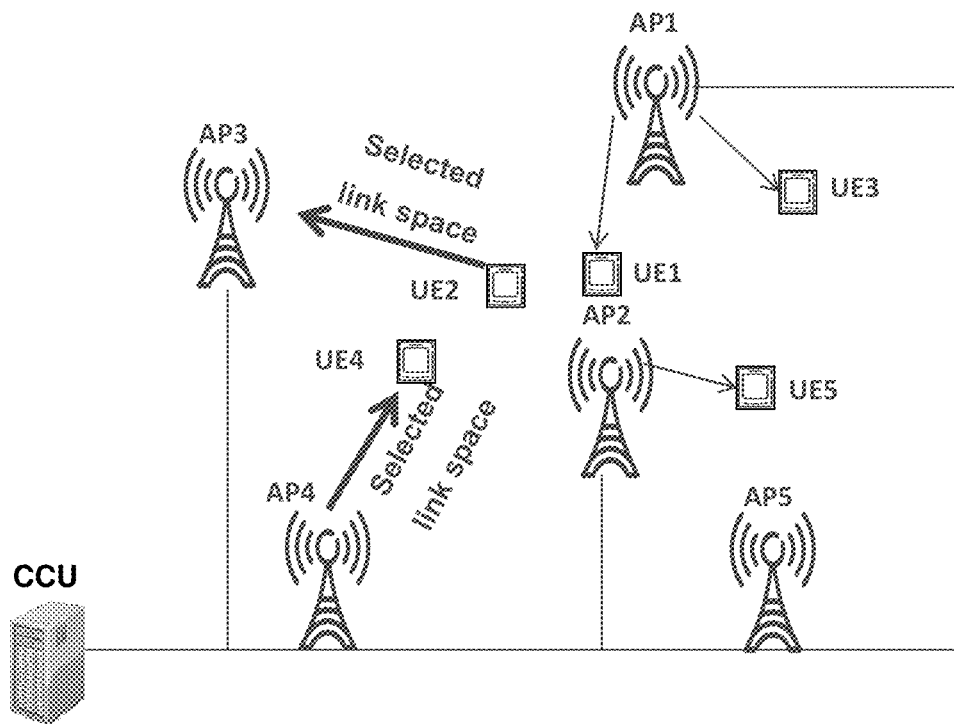 AP1
AP3
Selected
link space
UE3
UE2
UE1
AP2
UE4
UE5
Selected
link space
AP4
AP5
CCU